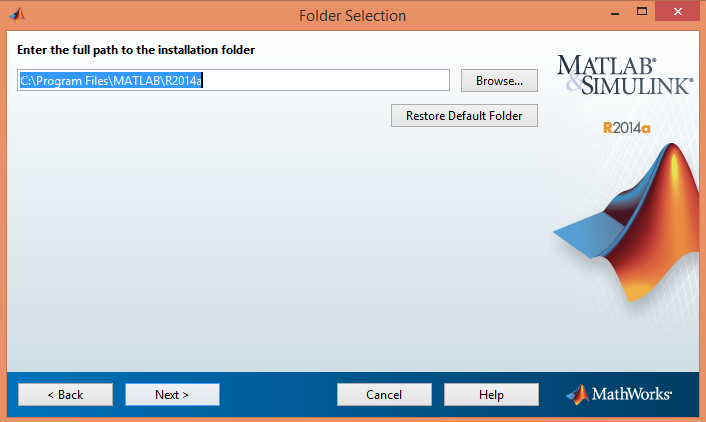 Folder Selection
Enter the full path to the installation folder
C:\Program Files\MATLAB\R2014a
Browse...
Restore Default Folder
MATLAB®
&SIMULINK®
R2014a
< Back
Next >
Cancel
Help
MathWorks®